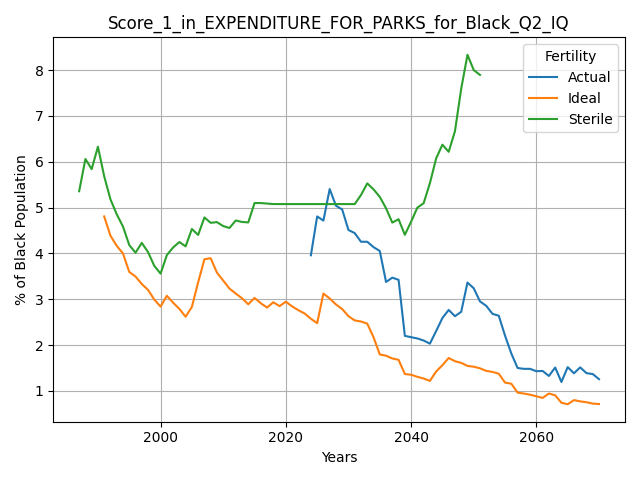 Score_1_in_EXPENDITURE_FOR_PARKS_for_Black_Q2_IQ
Fertility
Actual
Ideal
Sterile
% of Black Population
8
7
6
5
4
3
2
1
2000 2020 2040 2060
Years